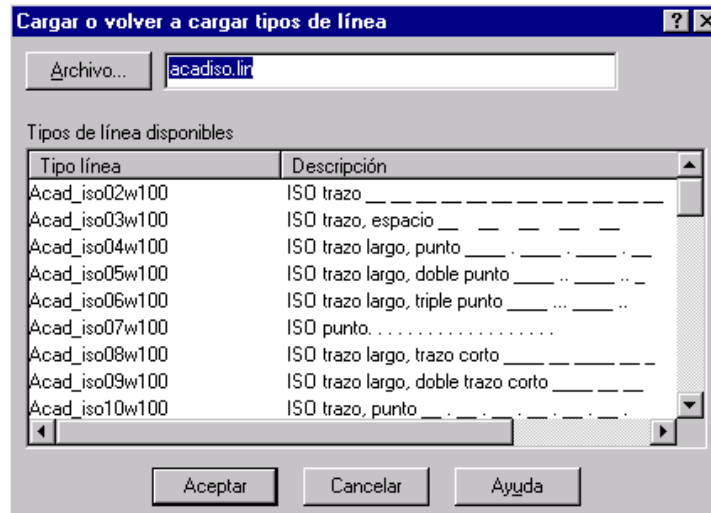 Cargar o volver a cargar tipos de línea
Archivo... acadiso.lin
Tipos de línea disponibles
Tipo línea Descripción
Acad_iso02w100 ISO trazo __ __ __ __ __ __ __ __ __ __ __ __ __
Acad_iso03w100 ISO trazo, espacio __ __ __ __ __
Acad_iso04w100 ISO trazo largo, punto ____ . ____ . ____ . __
Acad_iso05w100 ISO trazo largo, doble punto ____ .. ____ .. _
Acad_iso06w100 ISO trazo largo, triple punto ____ ... ____ ..
Acad_iso07w100 ISO punto. . . . . . . . . . . . . . . . . . .
Acad_iso08w100 ISO trazo largo, trazo corto ____ __ ____ __ _
Acad_iso09w100 ISO trazo largo, doble trazo corto ____ __ __
Acad_iso10w100 ISO trazo, punto __ . __ . __ . __ . __ . __ .
Aceptar Cancelar Ayuda